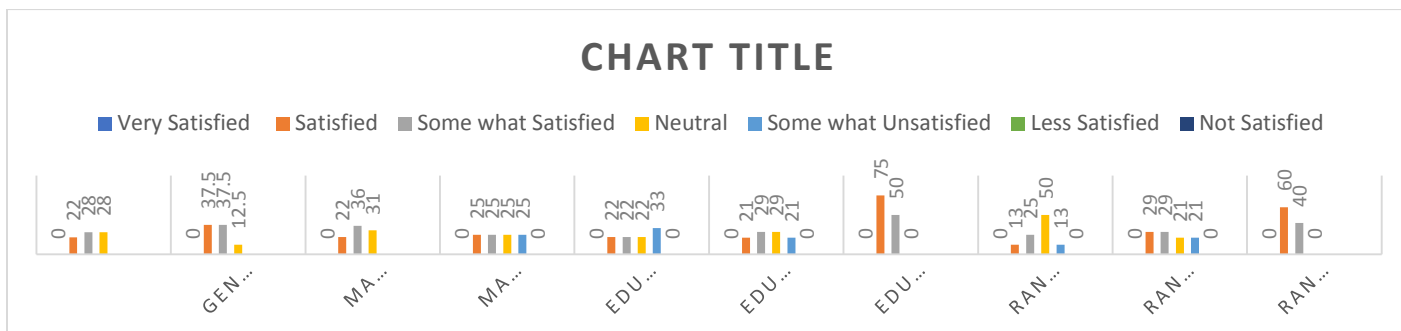 CHART TITLE
Very Satisfied Satisfied Some what Satisfied Neutral Some what Unsatisfied Less Satisfied Not Satisfied
0 22 28 28 0 37.5 37.5 12.5 0 22 36 31 0 25 25 25 25 0 0 22 22 22 33 0 0 21 29 29 21 0 0 75 50 0 0 13 25 50 13 0 0 29 29 21 21 0 0 60 40 0
GEN... MA... MA... EDU... EDU... EDU... RAN... RAN... RAN...